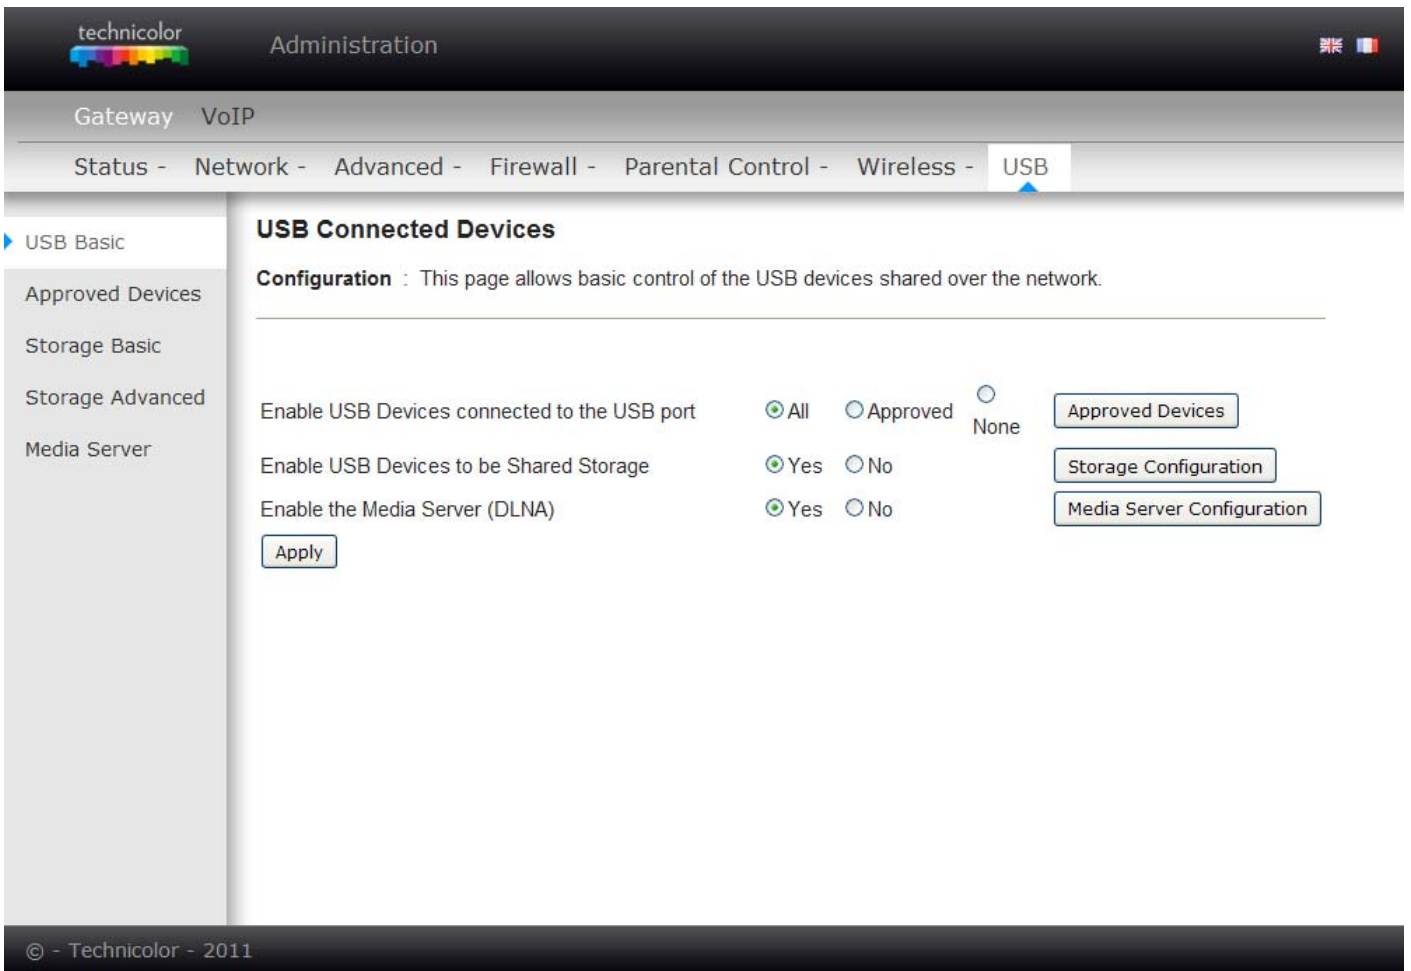 technicolor
Administration
Gateway VoIP
Status - Network - Advanced - Firewall - Parental Control - Wireless - USB
USB Basic
Approved Devices
Storage Basic
Storage Advanced
Media Server
USB Connected Devices
Configuration : This page allows basic control of the USB devices shared over the network.
Enable USB Devices connected to the USB port All Approved None Approved Devices
Enable USB Devices to be Shared Storage Yes No Storage Configuration
Enable the Media Server (DLNA) Yes No Media Server Configuration
Apply
© - Technicolor - 2011